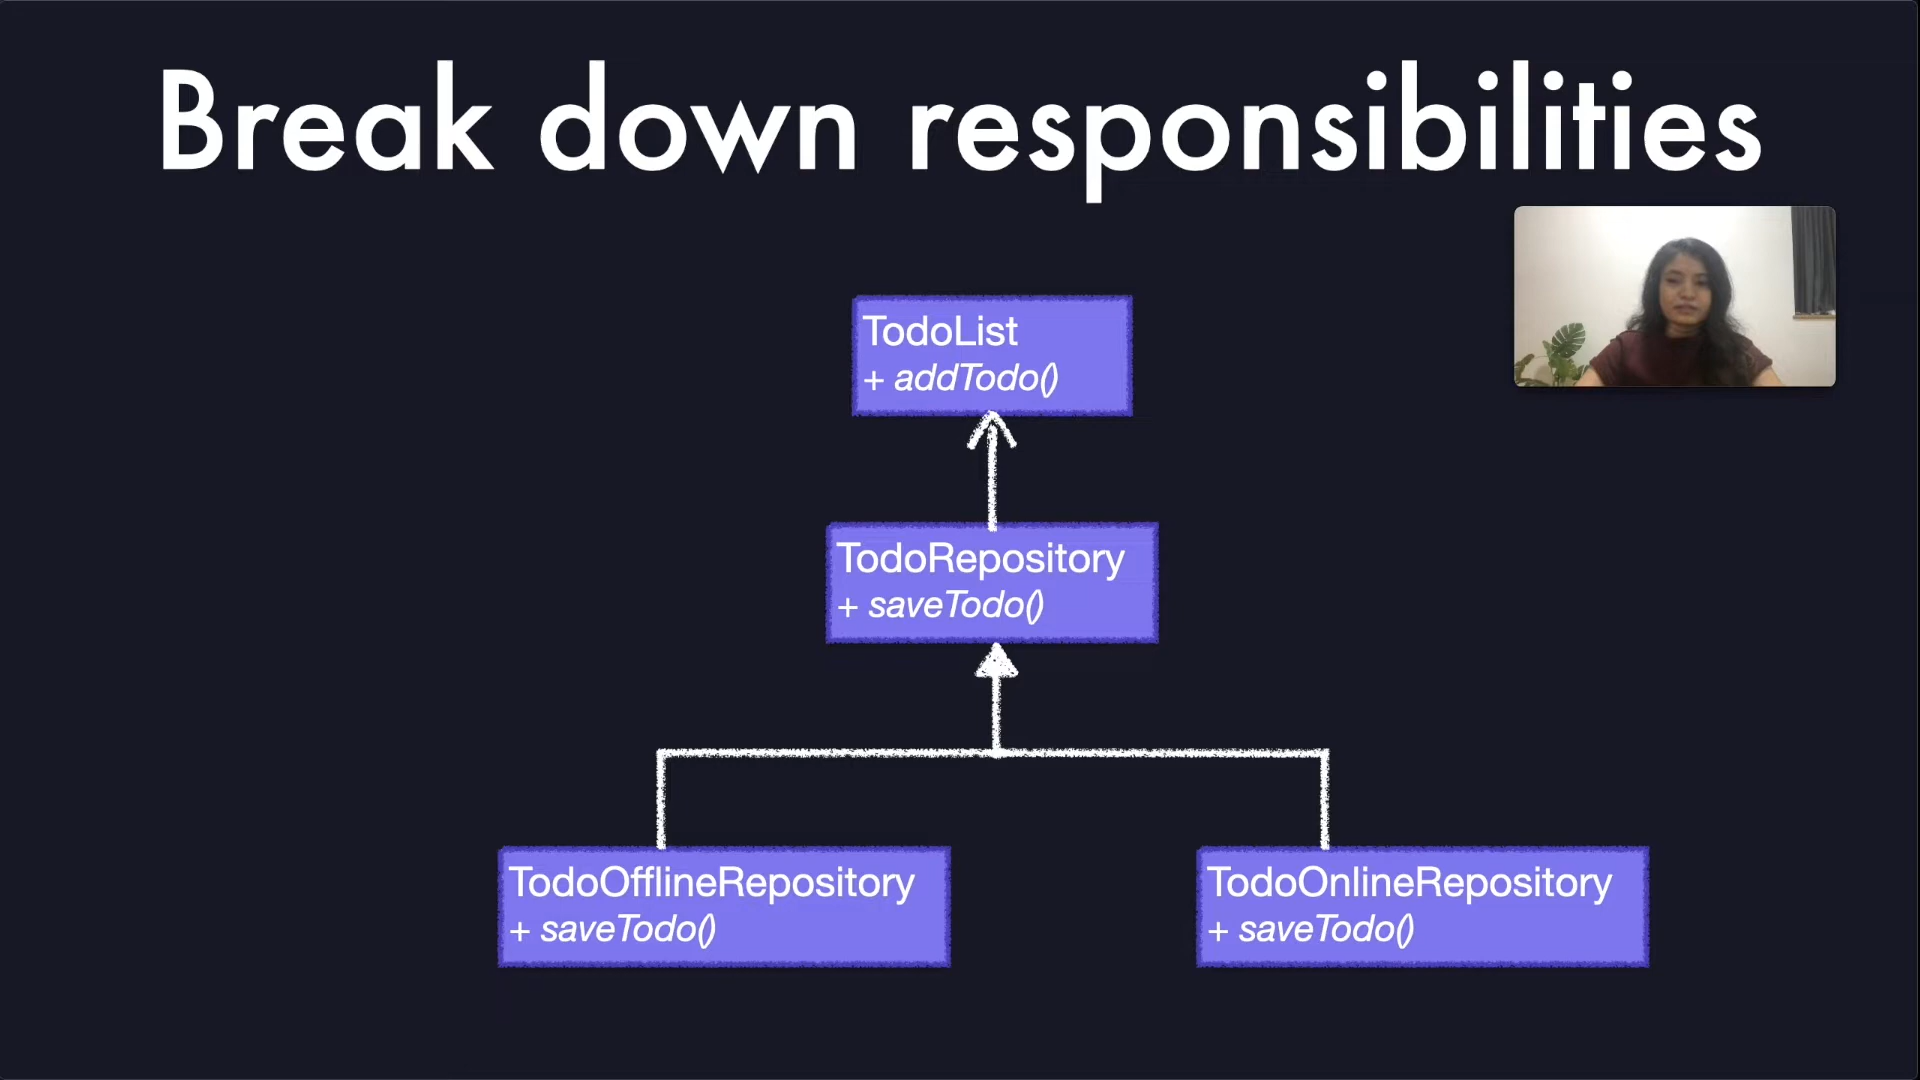 Break down responsibilities
TodoList
+ addTodo()
TodoRepository
+ saveTodo()
TodoOfflineRepository
+ saveTodo()
TodoOnlineRepository
+ saveTodo()